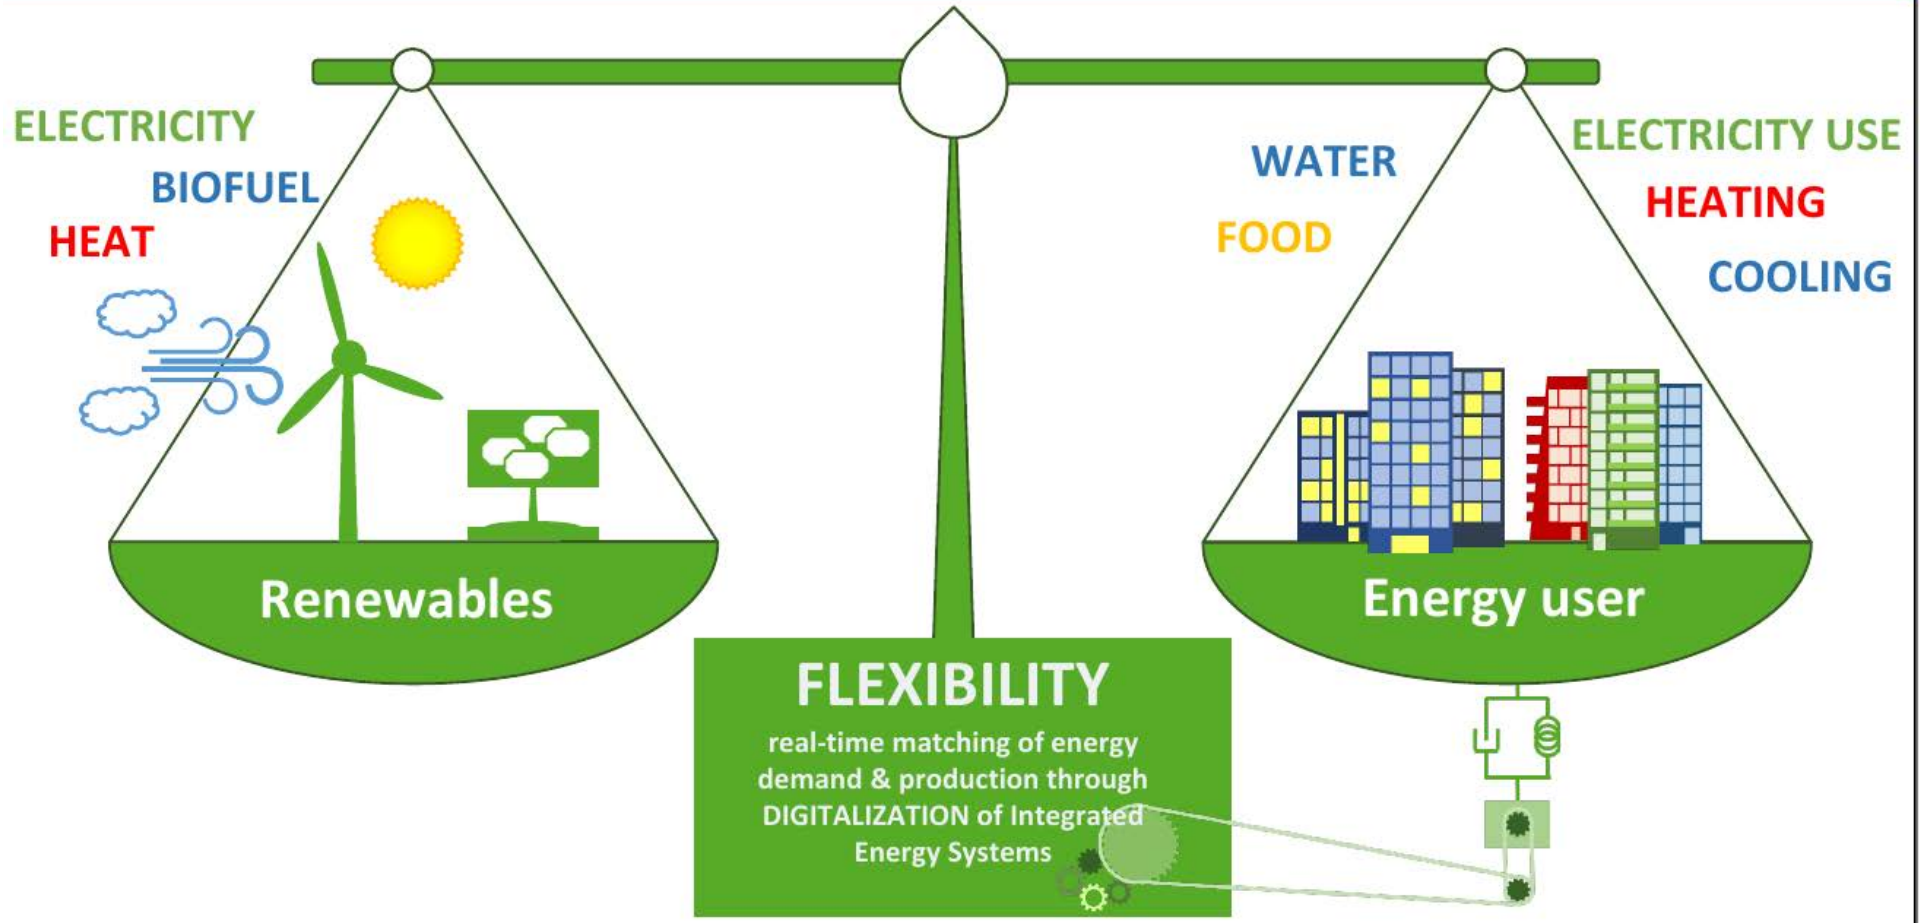 ELECTRICITY
BIOFUEL
HEAT
WATER
FOOD
ELECTRICITY USE
HEATING
COOLING
Renewables
Energy user
FLEXIBILITY
real-time matching of energy
demand & production through
DIGITALIZATION of Integrated
Energy Systems